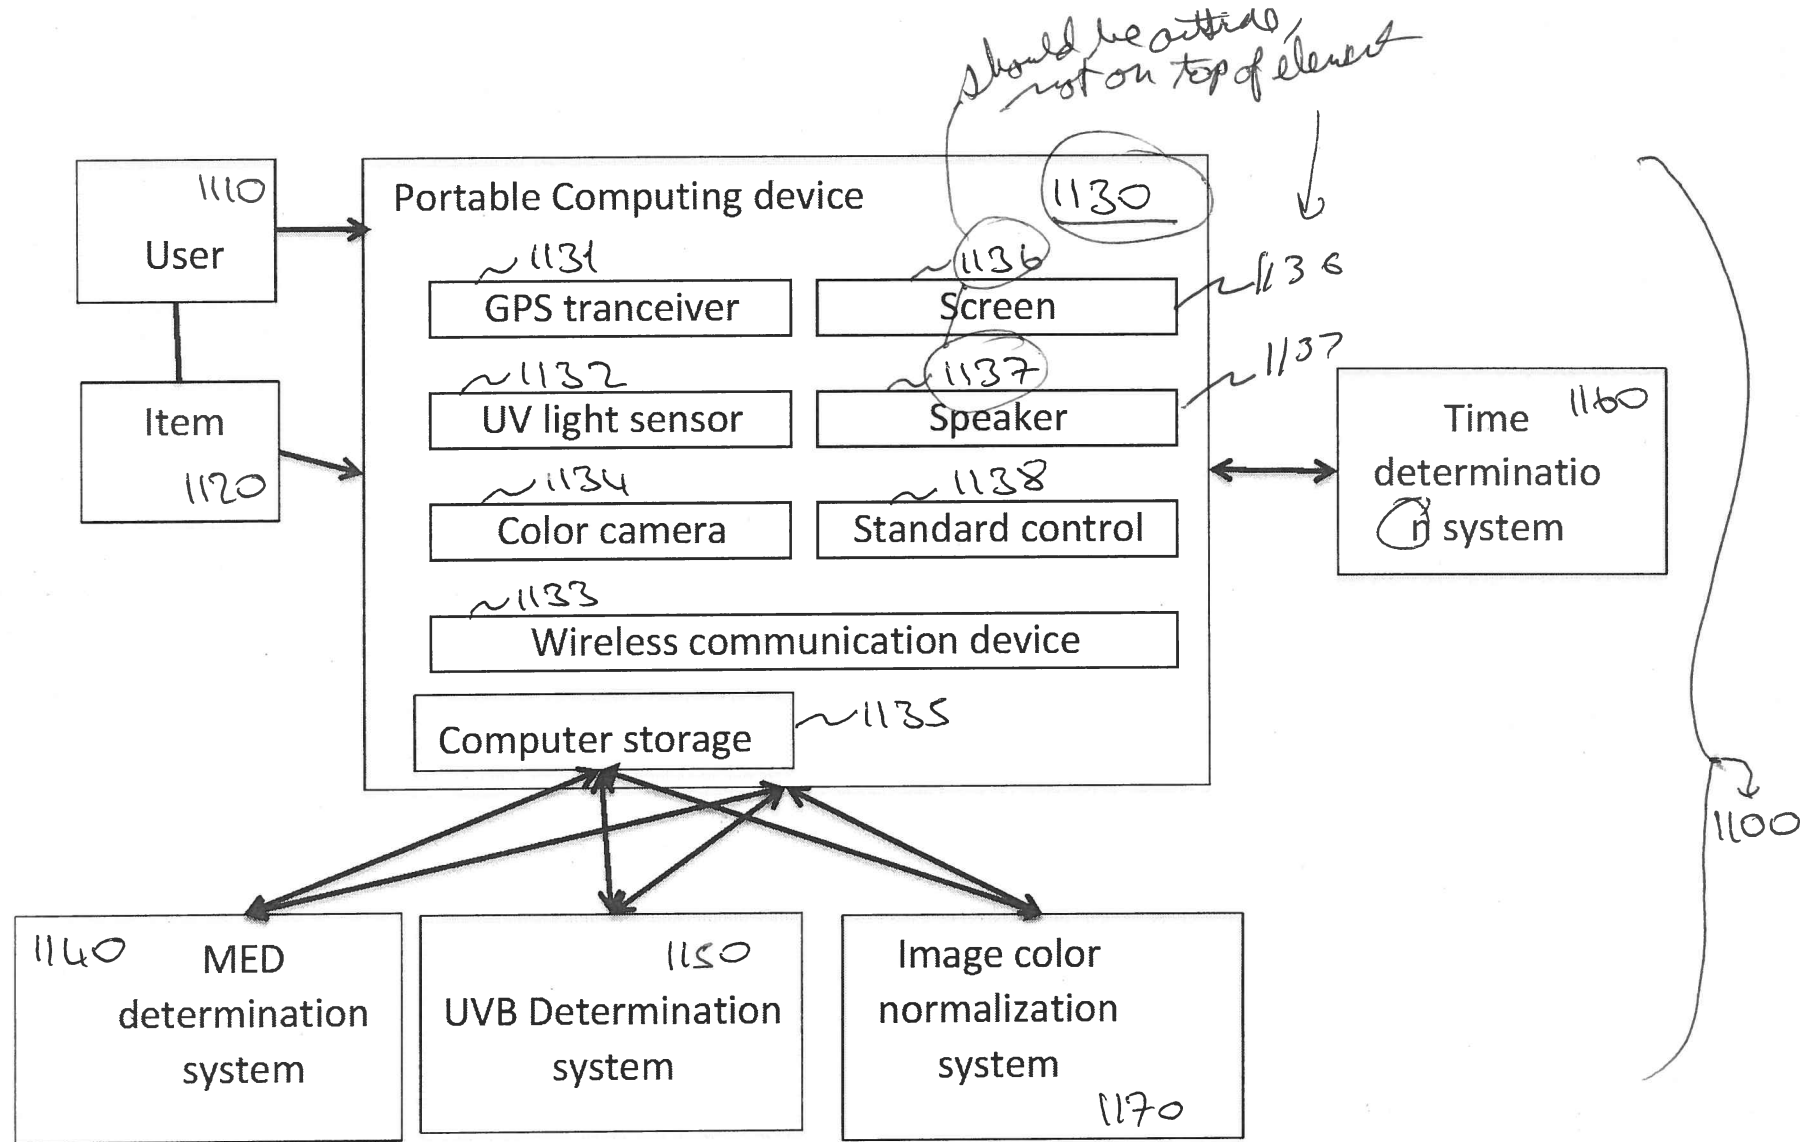 should be outside,
not on top of element
1110
User
Portable Computing device
1130
~1131
GPS tranceiver
~1136
Screen
~1136
~1132
UV light sensor
~1137
Speaker
~1137
Item
1120
~1134
Color camera
~1138
Standard control
Time 1160
determinatio
n system
~1133
Wireless communication device
Computer storage
~1135
1100
1140
MED
determination
system
1150
UVB Determination
system
Image color
normalization
system
1170